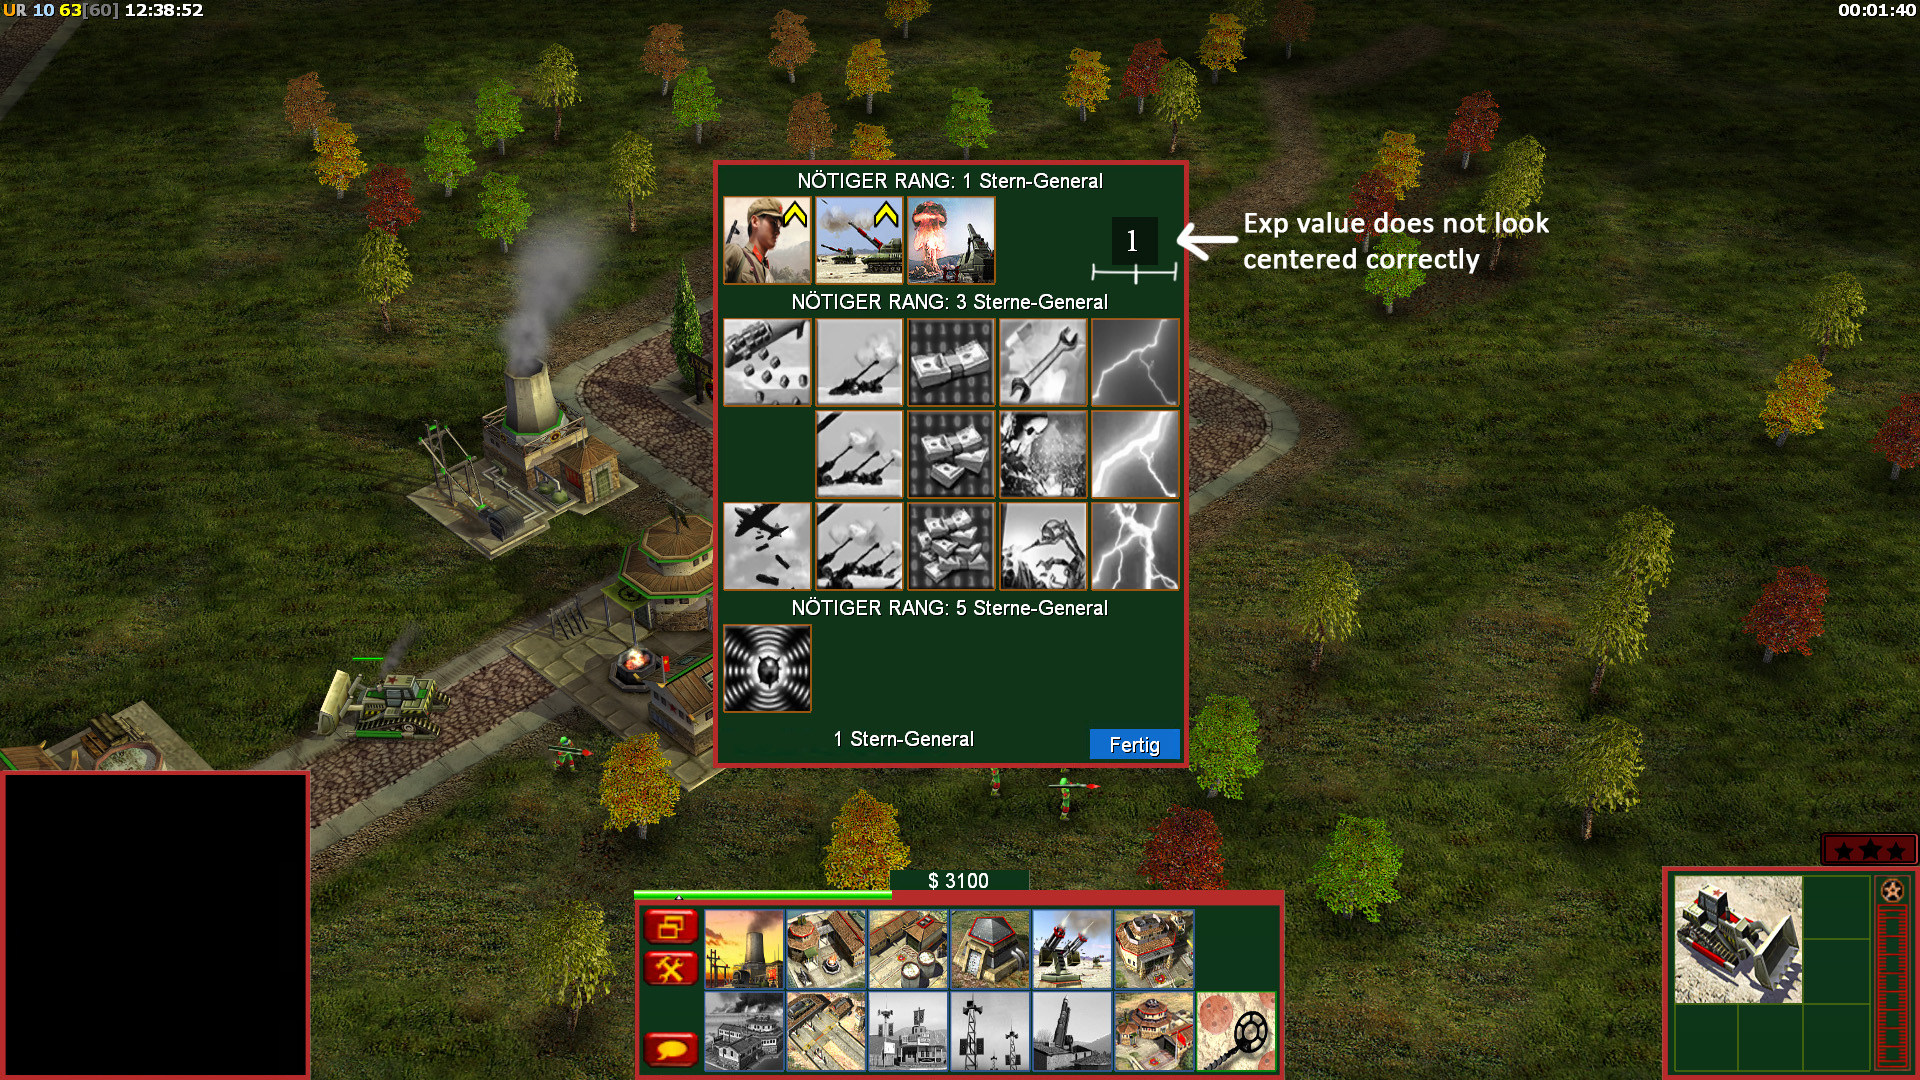 UR 10 63[60] 12:38:52
00:01:40
NÖTIGER RANG: 1 Stern-General
1
Exp value does not look
centered correctly
NÖTIGER RANG: 3 Sterne-General
NÖTIGER RANG: 5 Sterne-General
1 Stern-General
Fertig
$ 3100